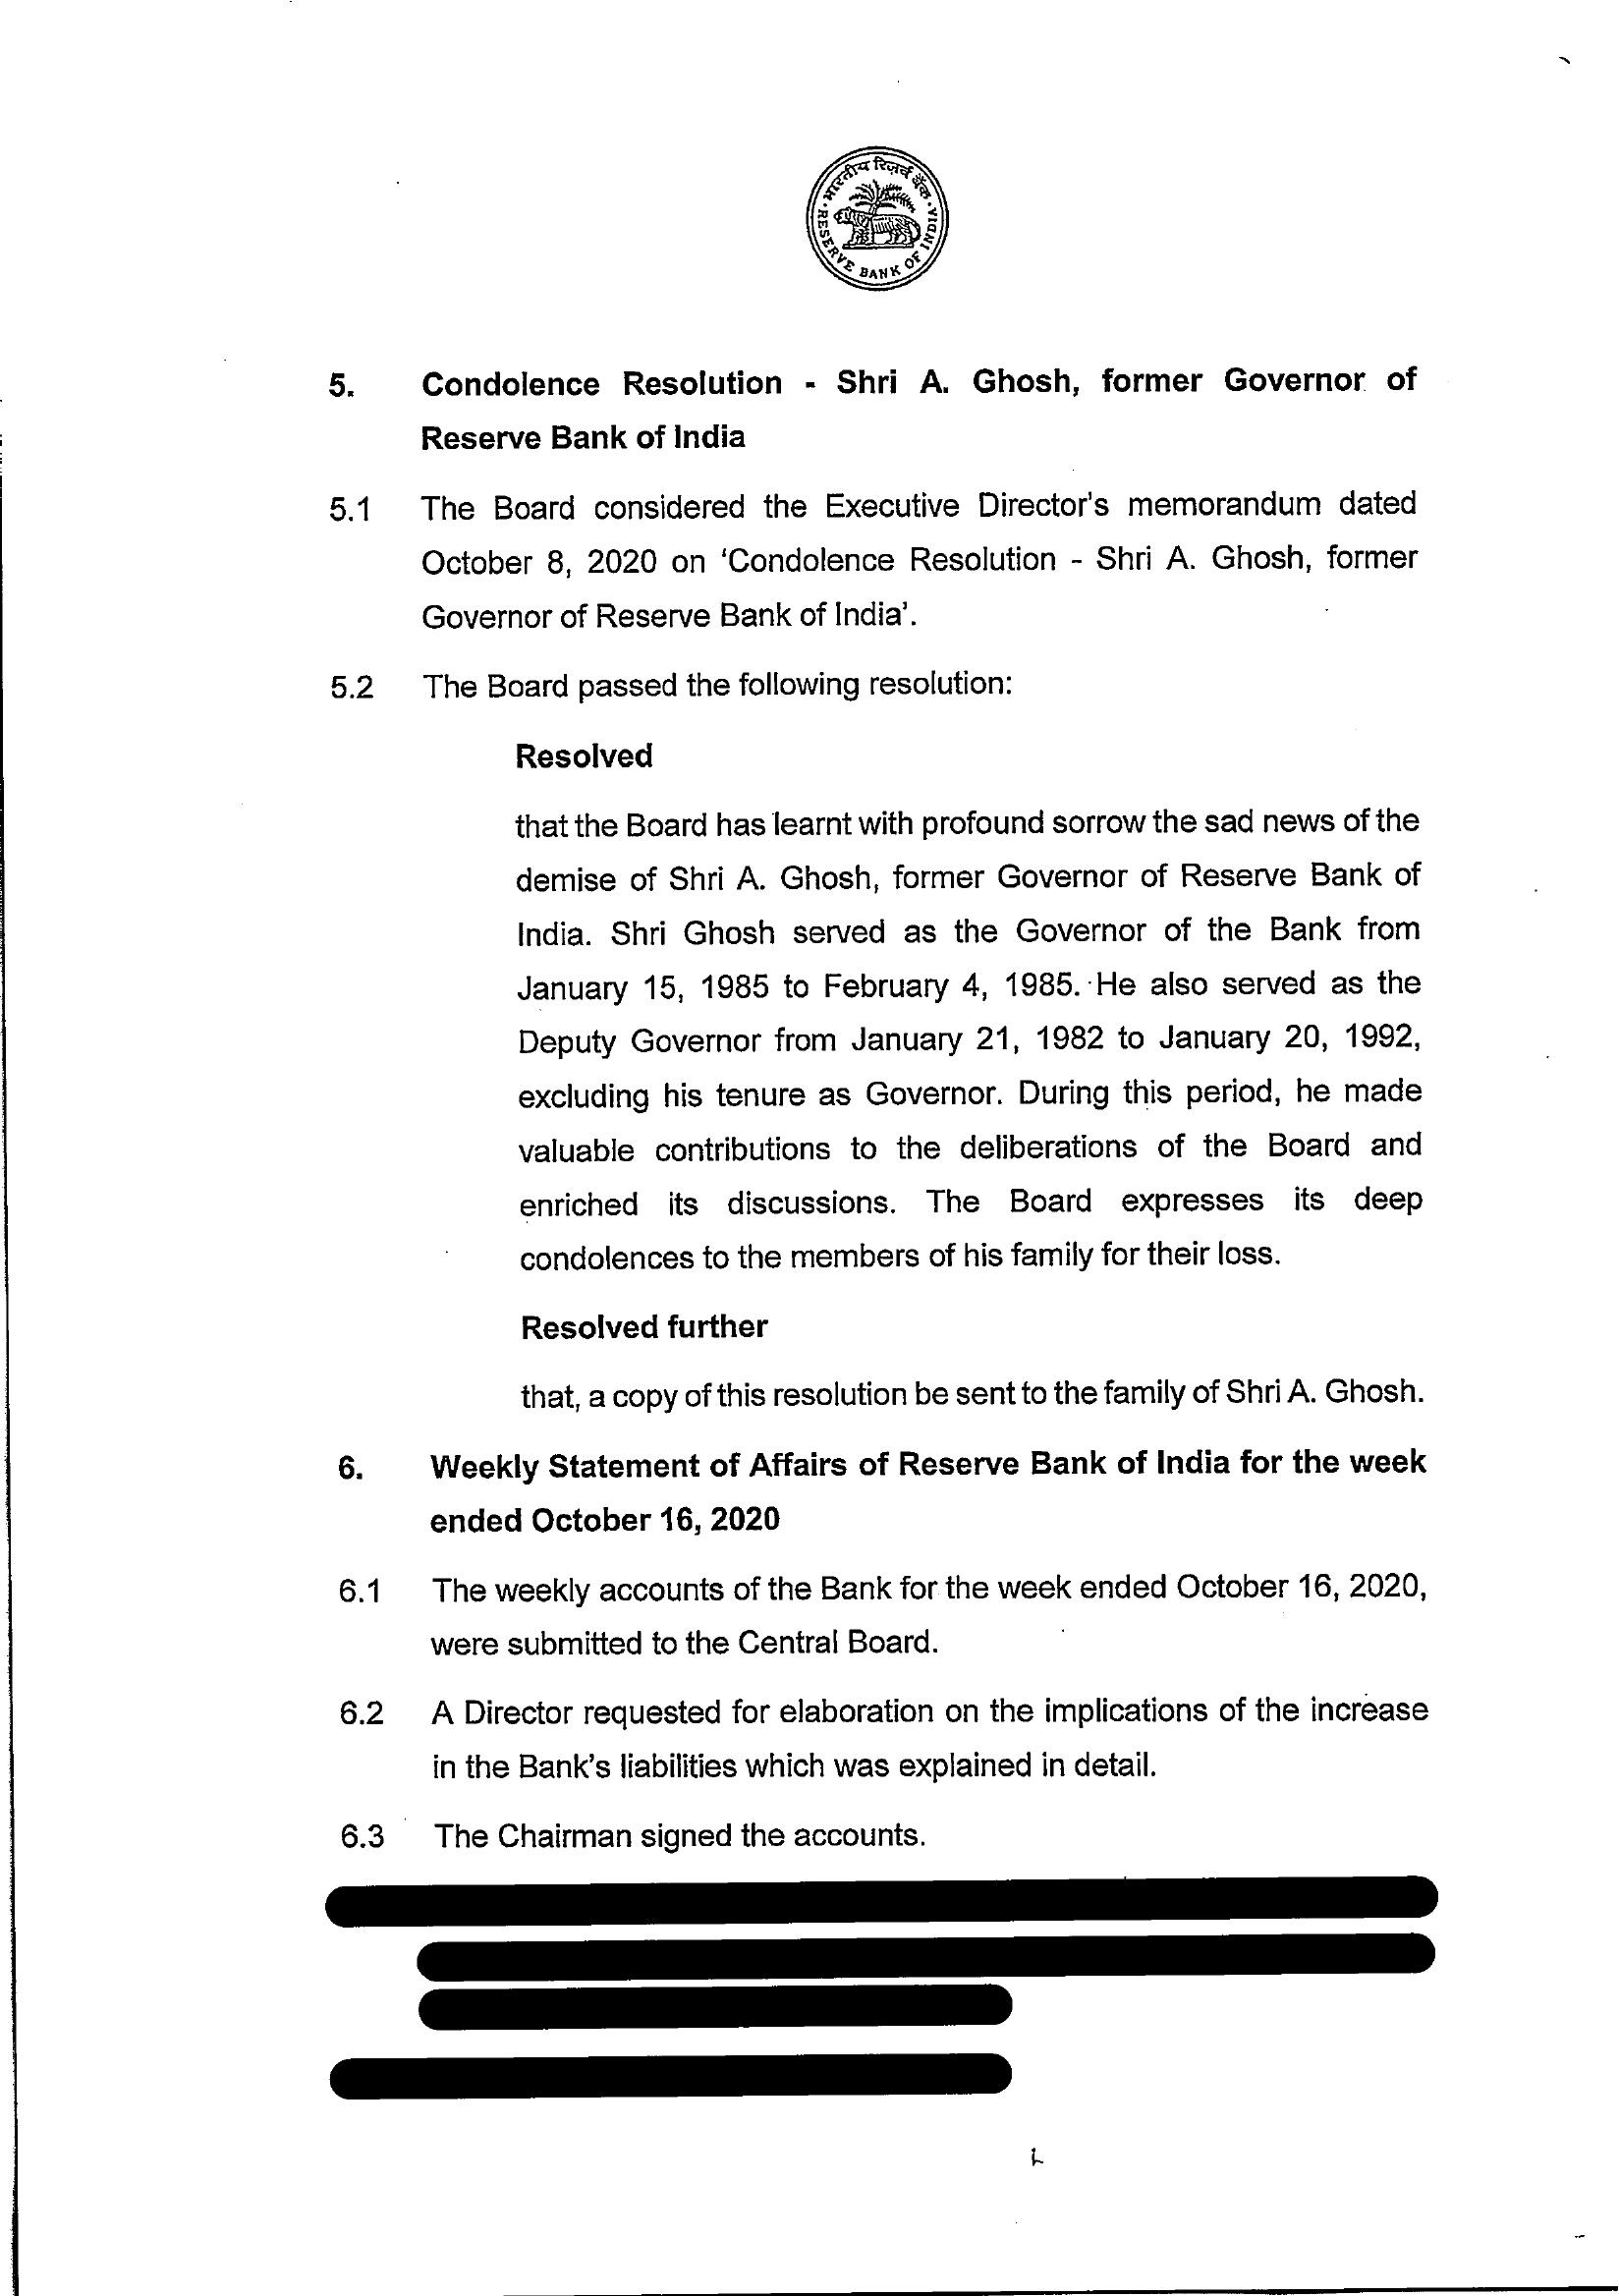 भारतीय रिज़र्व बैंक
RESERVE BANK OF INDIA
5. Condolence Resolution - Shri A. Ghosh, former Governor of
Reserve Bank of India
5.1 The Board considered the Executive Director's memorandum dated
October 8, 2020 on ‘Condolence Resolution - Shri A. Ghosh, former
Governor of Reserve Bank of India’.
5.2 The Board passed the following resolution:
Resolved
that the Board has learnt with profound sorrow the sad news of the
demise of Shri A. Ghosh, former Governor of Reserve Bank of
India. Shri Ghosh served as the Governor of the Bank from
January 15, 1985 to February 4, 1985. He also served as the
Deputy Governor from January 21, 1982 to January 20, 1992,
excluding his tenure as Governor. During this period, he made
valuable contributions to the deliberations of the Board and
enriched its discussions. The Board expresses its deep
condolences to the members of his family for their loss.
Resolved further
that, a copy of this resolution be sent to the family of Shri A. Ghosh.
6. Weekly Statement of Affairs of Reserve Bank of India for the week
ended October 16, 2020
6.1 The weekly accounts of the Bank for the week ended October 16, 2020,
were submitted to the Central Board.
6.2 A Director requested for elaboration on the implications of the increase
in the Bank's liabilities which was explained in detail.
6.3 The Chairman signed the accounts.